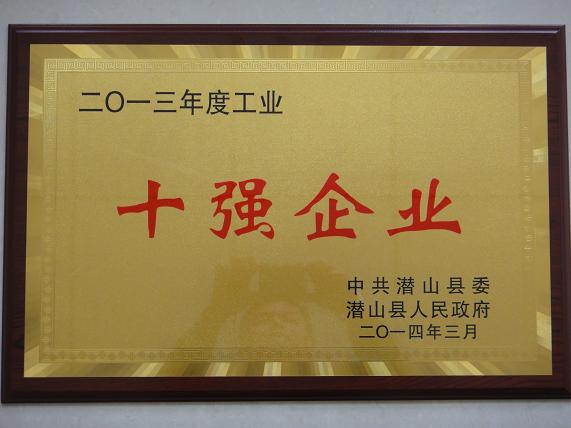 二〇一三年度工业
十强企业
中共潜山县委
潜山县人民政府
二〇一四年三月